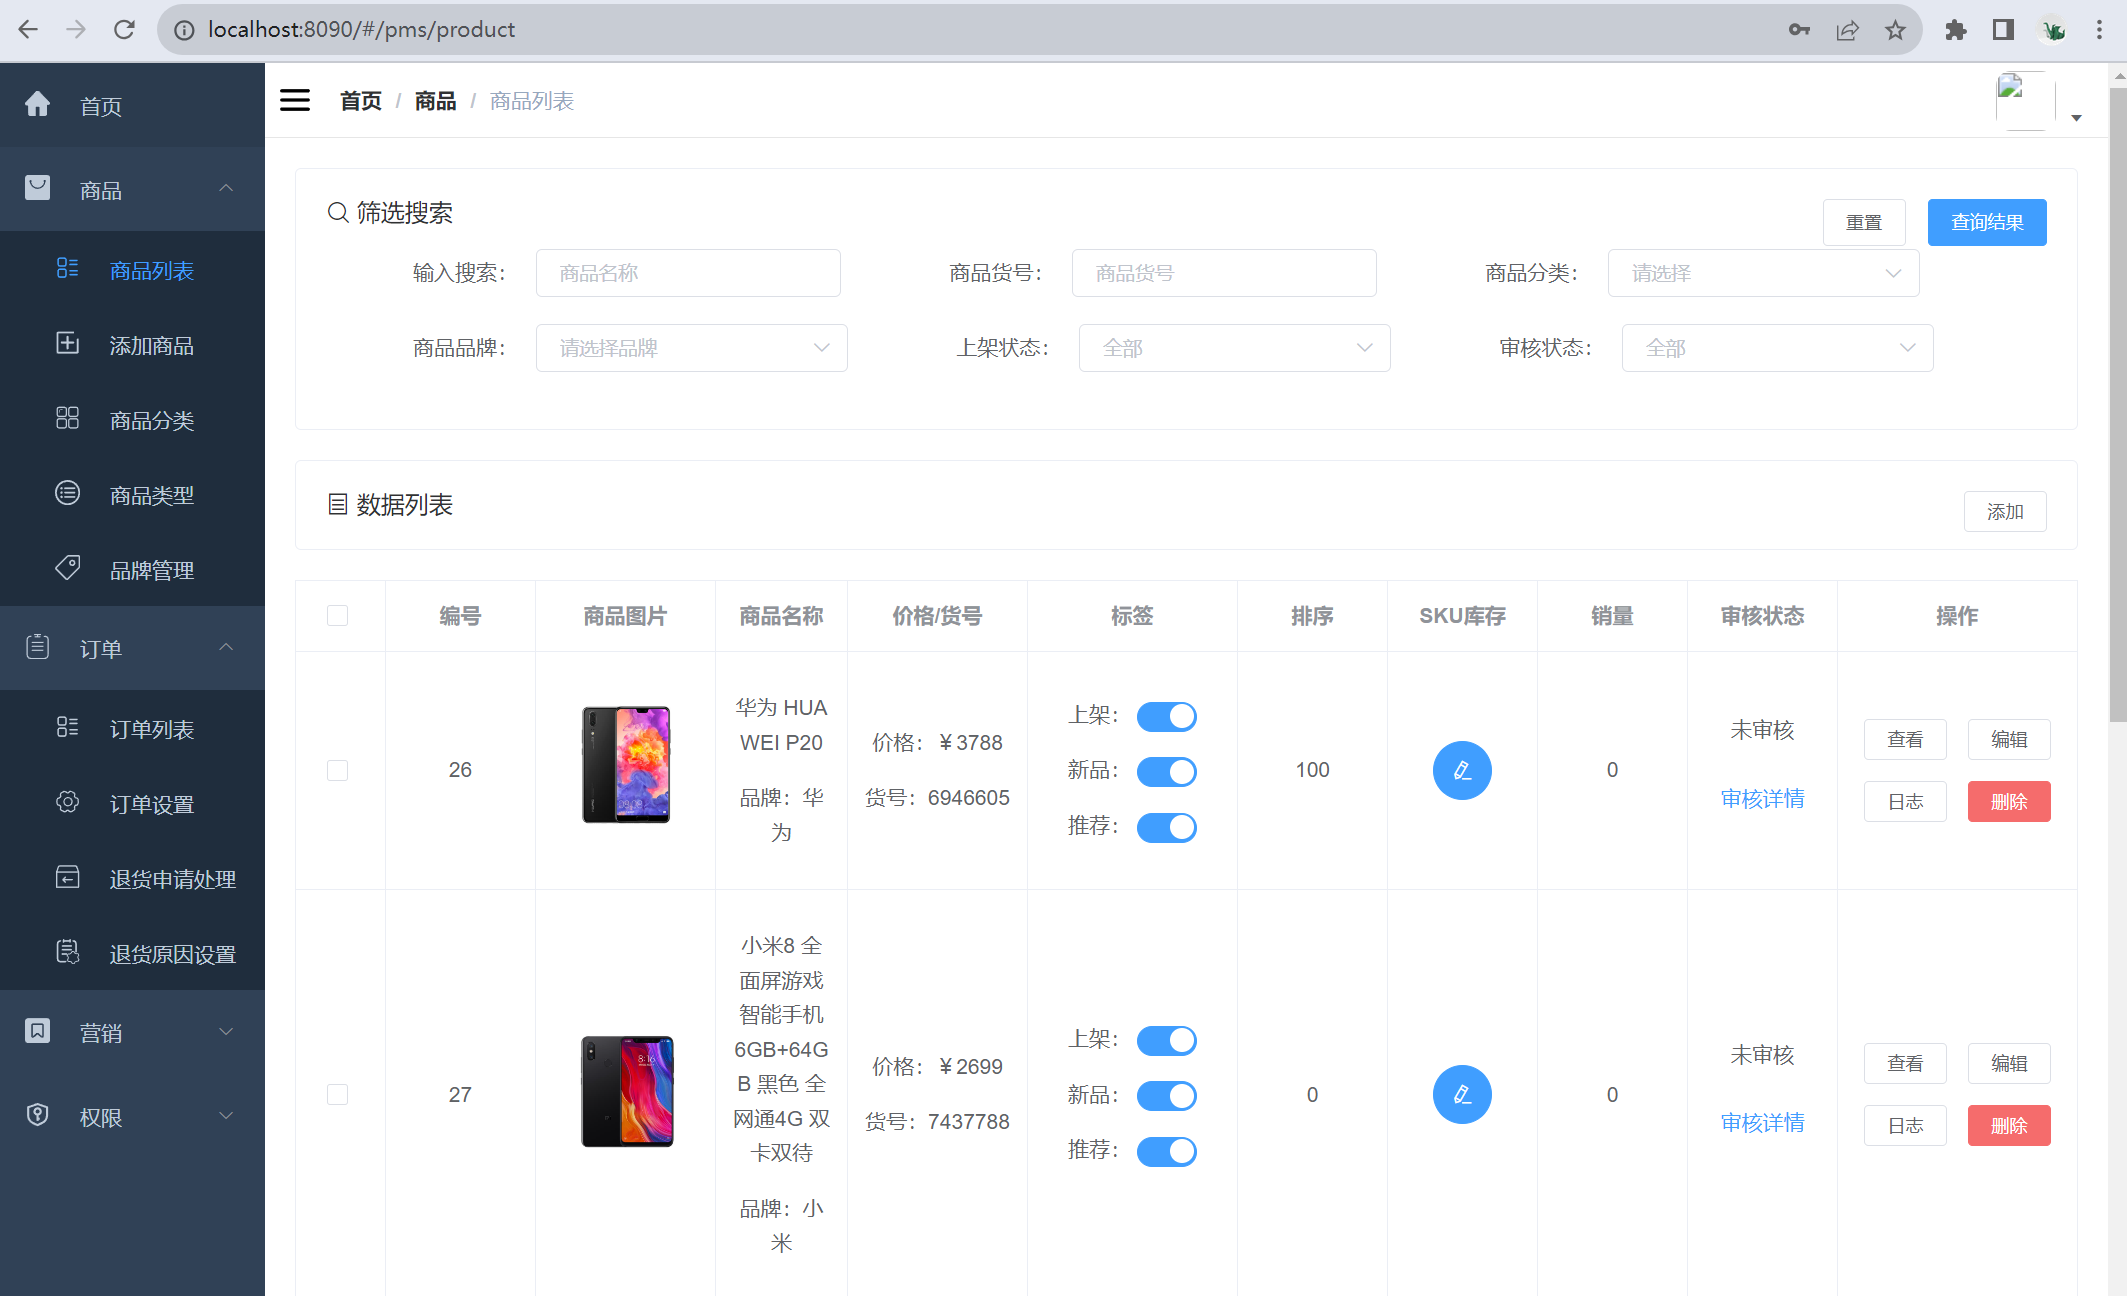 localhost:8090/#/pms/product
首页
商品
商品列表
添加商品
商品分类
商品类型
品牌管理
订单
订单列表
订单设置
退货申请处理
退货原因设置
营销
权限
首页 / 商品 / 商品列表
筛选搜索
重置 查询结果
输入搜索： 商品名称 商品货号： 商品货号 商品分类： 请选择
商品品牌： 请选择品牌 上架状态： 全部 审核状态： 全部
数据列表
添加
编号 商品图片 商品名称 价格/货号 标签 排序 SKU库存 销量 审核状态 操作
26
华为 HUA
WEI P20
品牌：华
为
价格：￥3788
货号：6946605
上架：
新品：
推荐：
100
0
未审核
审核详情
查看 编辑
日志 删除
27
8:16
小米8 全
面屏游戏
智能手机
6GB+64G
B 黑色 全
网通4G 双
卡双待
品牌：小
米
价格：￥2699
货号：7437788
上架：
新品：
推荐：
0
0
未审核
审核详情
查看 编辑
日志 删除